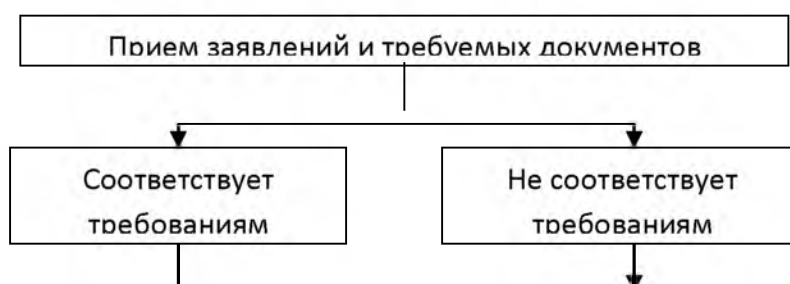 Прием заявлений и требуемых документов
Соответствует
требованиям
Не соответствует
требованиям